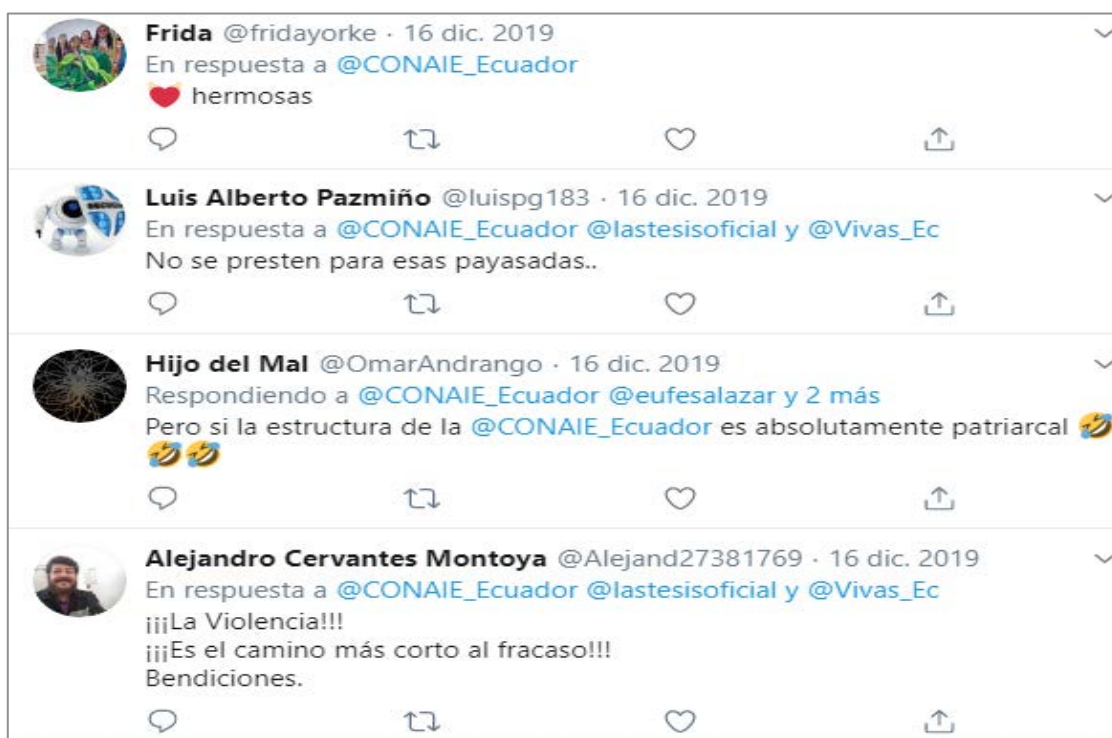 Frida @fridayorke · 16 dic. 2019
En respuesta a @CONAIE_Ecuador
❤️ hermosas
Luis Alberto Pazmiño @luispg183 · 16 dic. 2019
En respuesta a @CONAIE_Ecuador @lastesisoficial y @Vivas_Ec
No se presten para esas payasadas..
Hijo del Mal @OmarAndrango · 16 dic. 2019
Respondiendo a @CONAIE_Ecuador @eufesalazar y 2 más
Pero si la estructura de la @CONAIE_Ecuador es absolutamente patriarcal 🤣
🤣🤣
Alejandro Cervantes Montoya @Alejand27381769 · 16 dic. 2019
En respuesta a @CONAIE_Ecuador @lastesisoficial y @Vivas_Ec
¡¡¡La Violencia!!!
¡¡¡Es el camino más corto al fracaso!!!
Bendiciones.